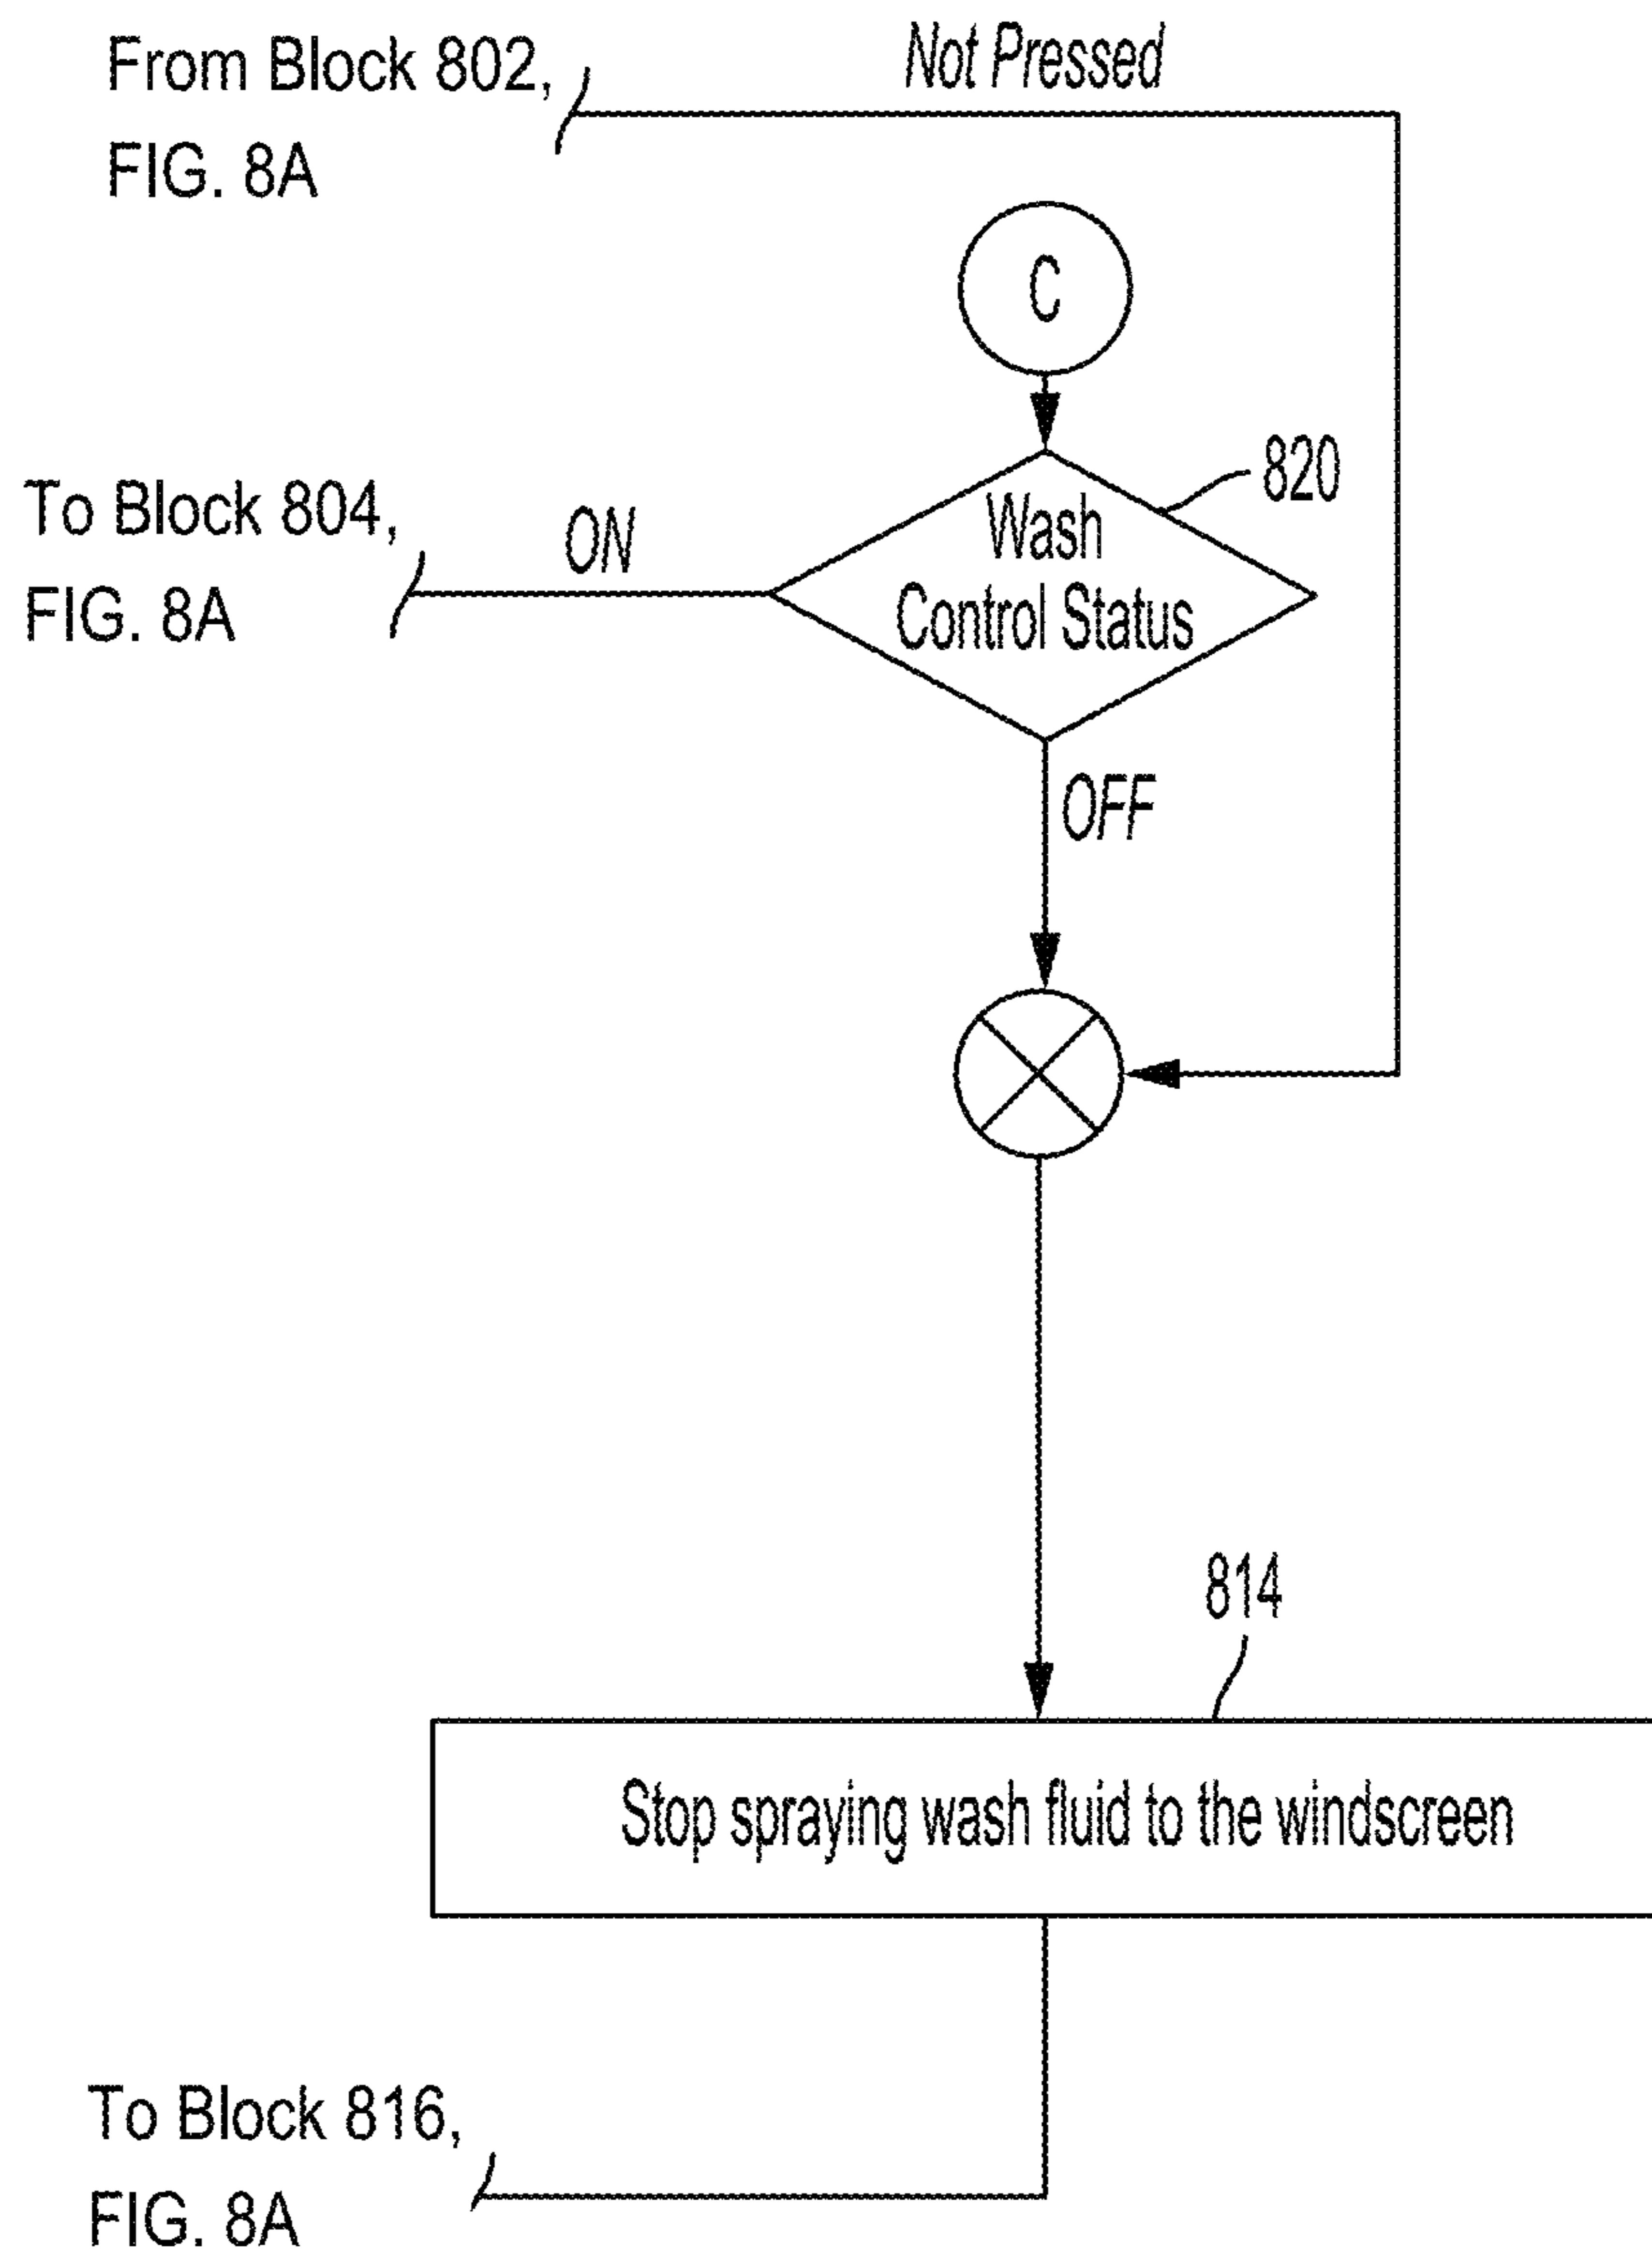 From Block 802,
FIG. 8A
Not Pressed
C
820
To Block 804,
FIG. 8A
ON
Wash
Control Status
OFF
814
Stop spraying wash fluid to the windscreen
To Block 816,
FIG. 8A